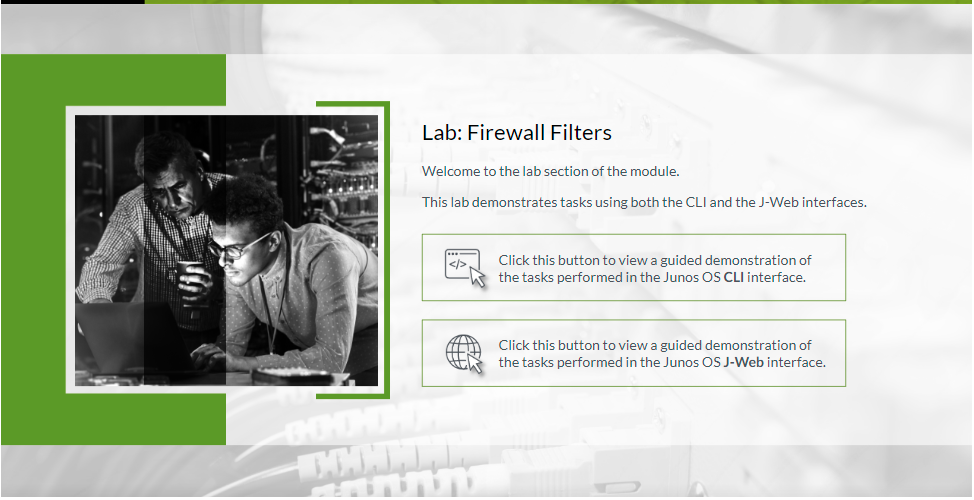 Lab: Firewall Filters
Welcome to the lab section of the module.
This lab demonstrates tasks using both the CLI and the J-Web interfaces.
</>
Click this button to view a guided demonstration of
the tasks performed in the Junos OS CLI interface.
Click this button to view a guided demonstration of
the tasks performed in the Junos OS J-Web interface.